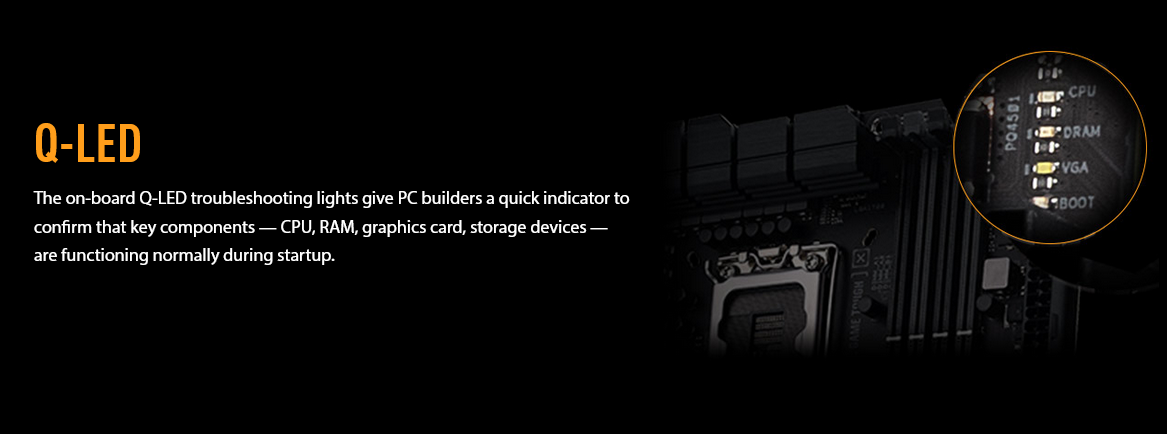 Q-LED
The on-board Q-LED troubleshooting lights give PC builders a quick indicator to
confirm that key components — CPU, RAM, graphics card, storage devices —
are functioning normally during startup.
PQ4501
CPU
DRAM
VGA
BOOT